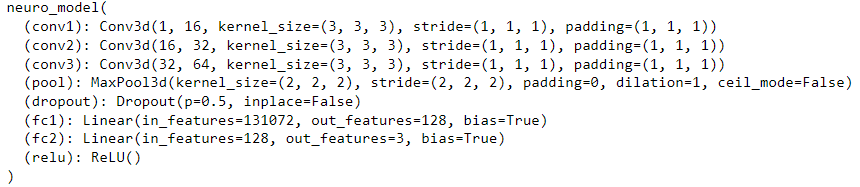 neuro_model(
  (conv1): Conv3d(1, 16, kernel_size=(3, 3, 3), stride=(1, 1, 1), padding=(1, 1, 1))
  (conv2): Conv3d(16, 32, kernel_size=(3, 3, 3), stride=(1, 1, 1), padding=(1, 1, 1))
  (conv3): Conv3d(32, 64, kernel_size=(3, 3, 3), stride=(1, 1, 1), padding=(1, 1, 1))
  (pool): MaxPool3d(kernel_size=(2, 2, 2), stride=(2, 2, 2), padding=0, dilation=1, ceil_mode=False)
  (dropout): Dropout(p=0.5, inplace=False)
  (fc1): Linear(in_features=131072, out_features=128, bias=True)
  (fc2): Linear(in_features=128, out_features=3, bias=True)
  (relu): ReLU()
)